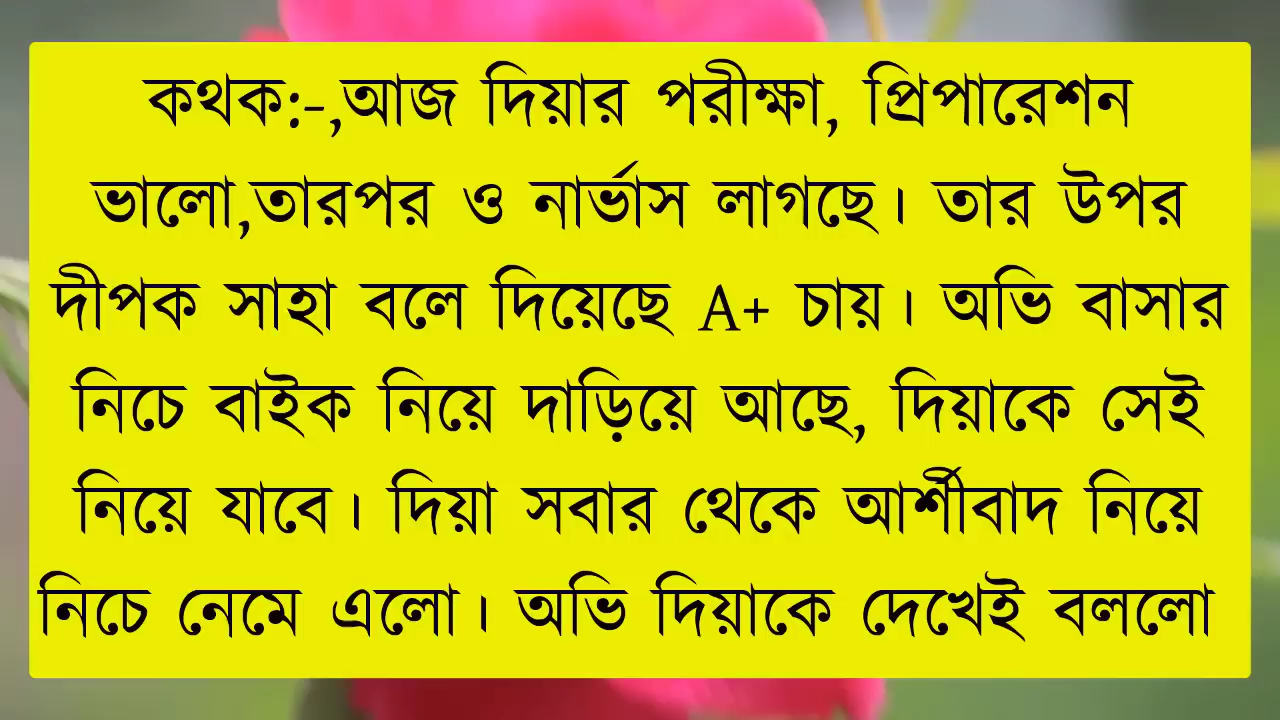 কথক:-,আজ দিয়ার পরীক্ষা, প্রিপারেশন
ভালো,তারপর ও নার্ভাস লাগছে। তার উপর
দীপক সাহা বলে দিয়েছে A+ চায়। অভি বাসার
নিচে বাইক নিয়ে দাড়িয়ে আছে, দিয়াকে সেই
নিয়ে যাবে। দিয়া সবার থেকে আর্শীবাদ নিয়ে
নিচে নেমে এলো। অভি দিয়াকে দেখেই বললো